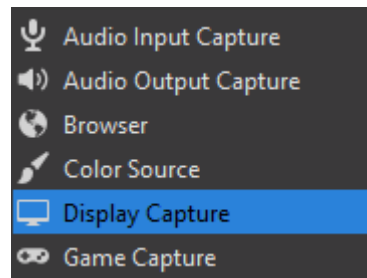 Audio Input Capture
Audio Output Capture
Browser
Color Source
Display Capture
Game Capture